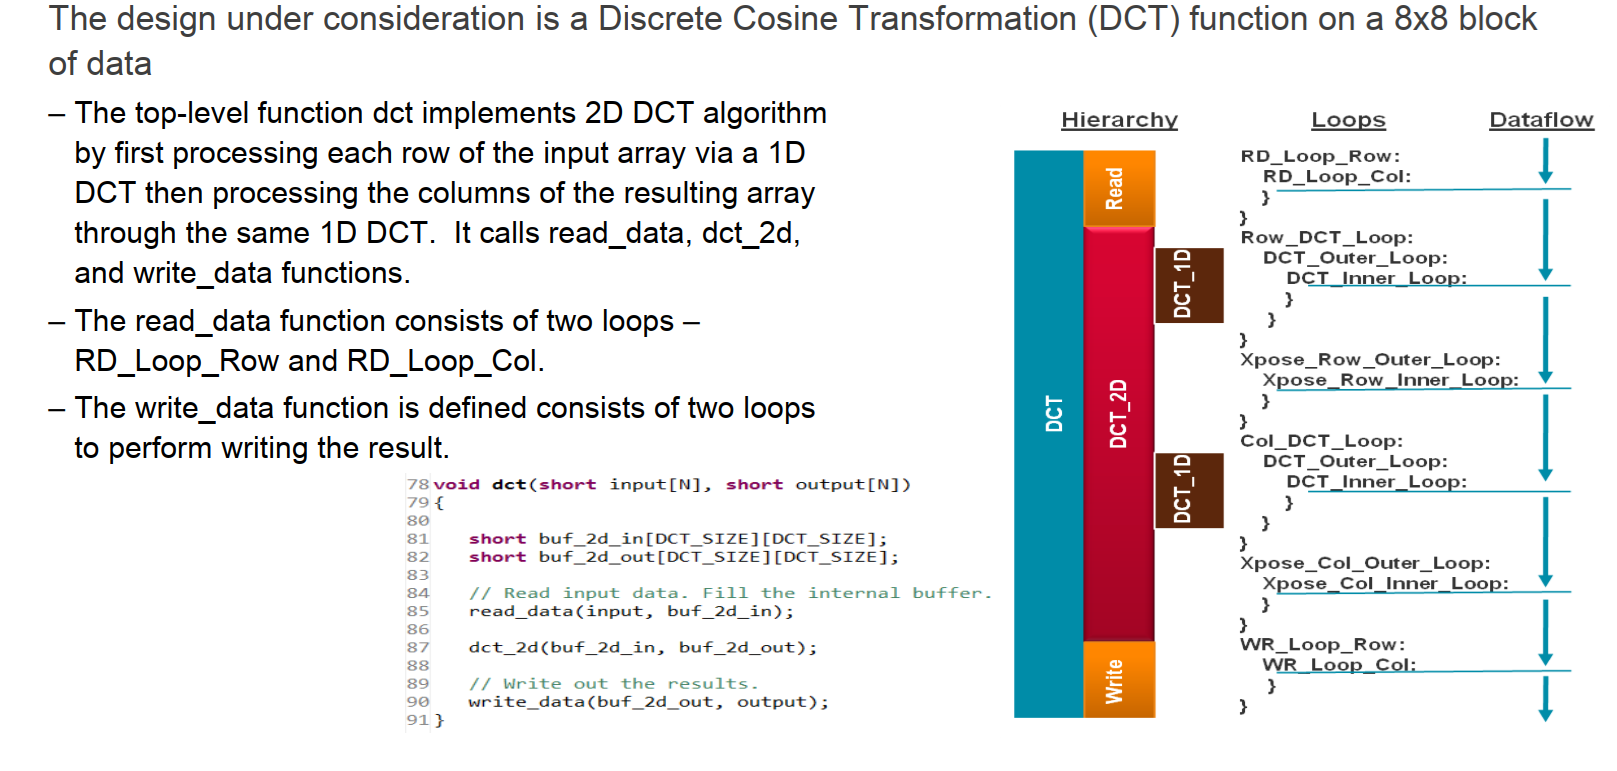 The design under consideration is a Discrete Cosine Transformation (DCT) function on a 8x8 block
of data
– The top-level function dct implements 2D DCT algorithm
by first processing each row of the input array via a 1D
DCT then processing the columns of the resulting array
through the same 1D DCT.  It calls read_data, dct_2d,
and write_data functions.
– The read_data function consists of two loops –
RD_Loop_Row and RD_Loop_Col.
– The write_data function is defined consists of two loops
to perform writing the result.
78 void dct(short input[N], short output[N])
79 {
80
81    short buf_2d_in[DCT_SIZE][DCT_SIZE];
82    short buf_2d_out[DCT_SIZE][DCT_SIZE];
83
84    // Read input data. Fill the internal buffer.
85    read_data(input, buf_2d_in);
86
87    dct_2d(buf_2d_in, buf_2d_out);
88
89    // Write out the results.
90    write_data(buf_2d_out, output);
91 }
Hierarchy
DCT
Read
DCT_2D
Write
DCT_1D
DCT_1D
Loops
RD_Loop_Row:
RD_Loop_Col:
}
}
Row_DCT_Loop:
DCT_Outer_Loop:
DCT_Inner_Loop:
}
}
}
Xpose_Row_Outer_Loop:
Xpose_Row_Inner_Loop:
}
}
Col_DCT_Loop:
DCT_Outer_Loop:
DCT_Inner_Loop:
}
}
}
Xpose_Col_Outer_Loop:
Xpose_Col_Inner_Loop:
}
}
WR_Loop_Row:
WR_Loop_Col:
}
}
Dataflow